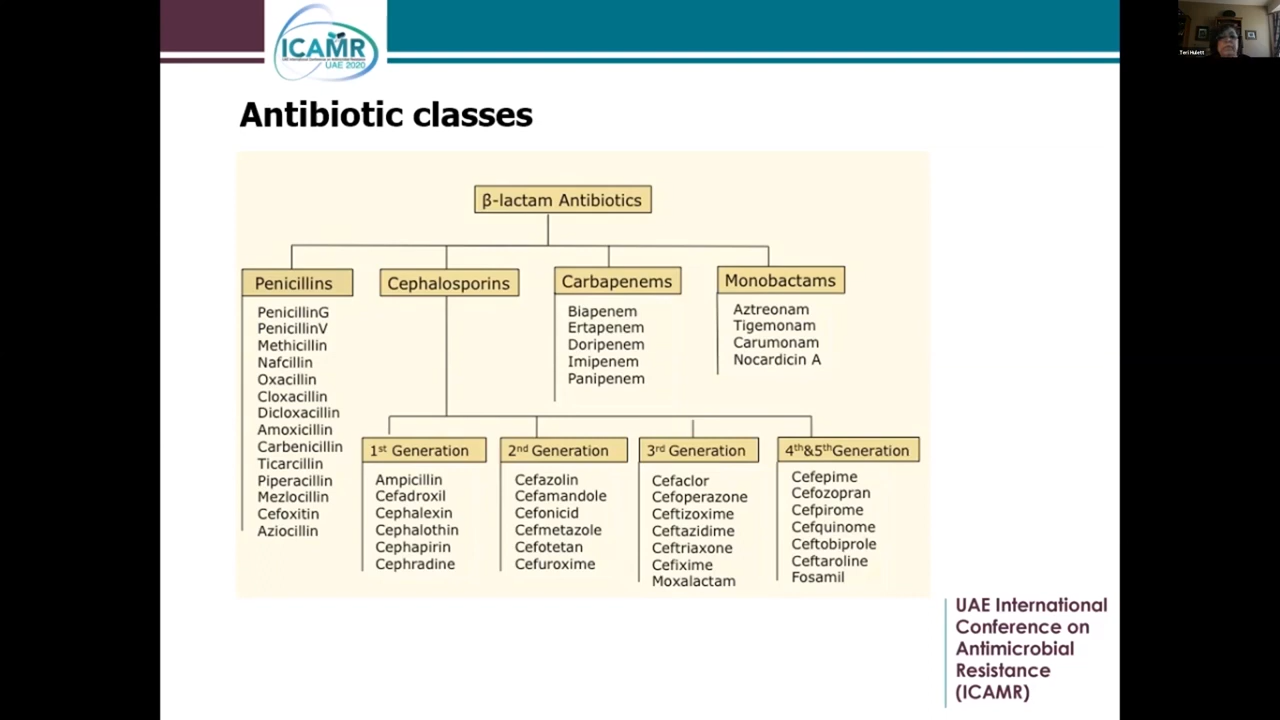 ICAMR
UAE 2020
Teri Hulett
Antibiotic classes
β-lactam Antibiotics
Penicillins
PenicillinG
PenicillinV
Methicillin
Nafcillin
Oxacillin
Cloxacillin
Dicloxacillin
Amoxicillin
Carbenicillin
Ticarcillin
Piperacillin
Mezlocillin
Cefoxitin
Aziocillin
Cephalosporins
1st Generation
Ampicillin
Cefadroxil
Cephalexin
Cephalothin
Cephapirin
Cephradine
2nd Generation
Cefazolin
Cefamandole
Cefonicid
Cefmetazole
Cefotetan
Cefuroxime
3rd Generation
Cefaclor
Cefoperazone
Ceftizoxime
Ceftazidime
Ceftriaxone
Cefixime
Moxalactam
4th&5thGeneration
Cefepime
Cefozopran
Cefpirome
Cefquinome
Ceftobiprole
Ceftaroline
Fosamil
Carbapenems
Biapenem
Ertapenem
Doripenem
Imipenem
Panipenem
Monobactams
Aztreonam
Tigemonam
Carumonam
Nocardicin A
UAE International
Conference on
Antimicrobial
Resistance
(ICAMR)